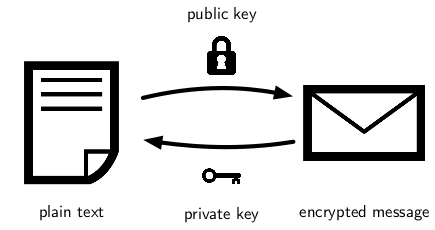 public key
plain text
private key
encrypted message